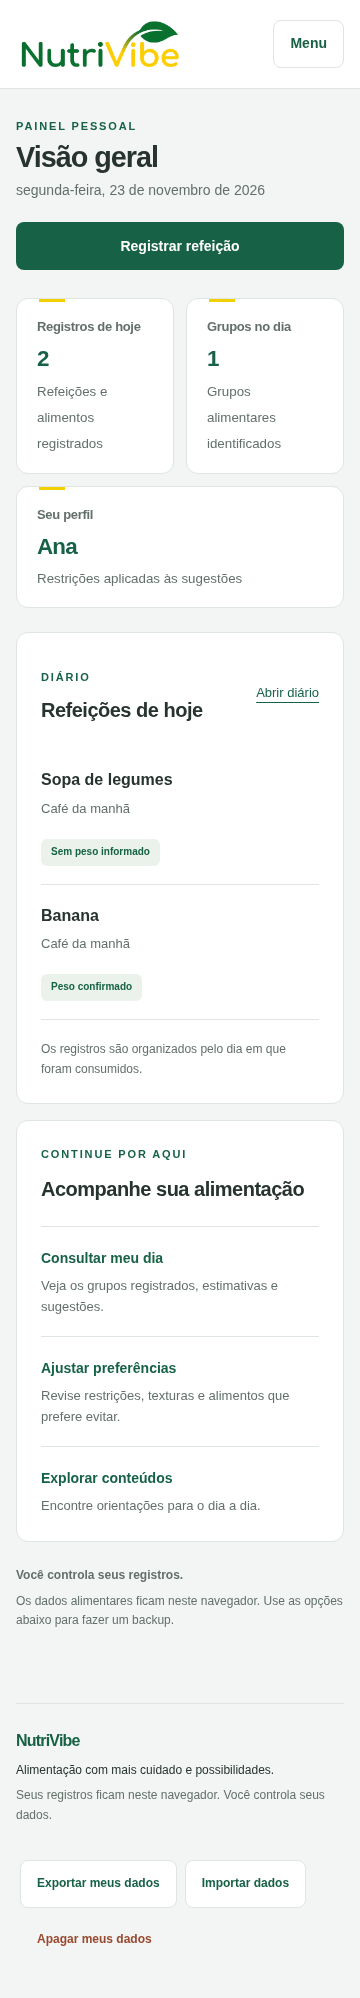 NutriVibe
Menu
PAINEL PESSOAL
Visão geral
segunda-feira, 23 de novembro de 2026
Registrar refeição
Registros de hoje
2
Refeições e
alimentos
registrados
Grupos no dia
1
Grupos
alimentares
identificados
Seu perfil
Ana
Restrições aplicadas às sugestões
DIÁRIO
Refeições de hoje
Abrir diário
Sopa de legumes
Café da manhã
Sem peso informado
Banana
Café da manhã
Peso confirmado
Os registros são organizados pelo dia em que
foram consumidos.
CONTINUE POR AQUI
Acompanhe sua alimentação
Consultar meu dia
Veja os grupos registrados, estimativas e
sugestões.
Ajustar preferências
Revise restrições, texturas e alimentos que
prefere evitar.
Explorar conteúdos
Encontre orientações para o dia a dia.
Você controla seus registros.
Os dados alimentares ficam neste navegador. Use as opções
abaixo para fazer um backup.
NutriVibe
Alimentação com mais cuidado e possibilidades.
Seus registros ficam neste navegador. Você controla seus
dados.
Exportar meus dados
Importar dados
Apagar meus dados